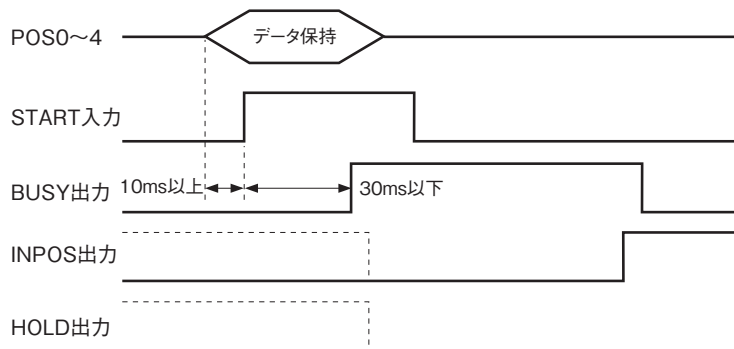 POS0～4
データ保持
START入力
BUSY出力
10ms以上
30ms以下
INPOS出力
HOLD出力